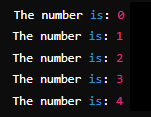 The number is: 0
The number is: 1
The number is: 2
The number is: 3
The number is: 4